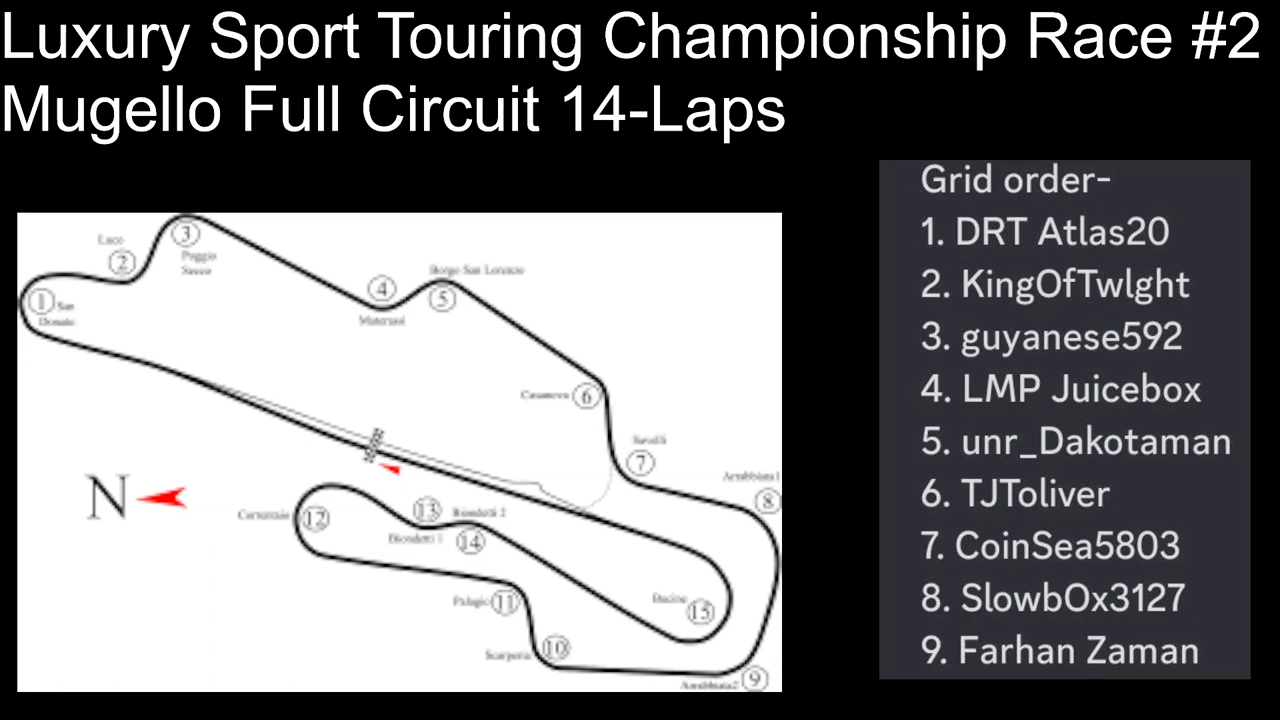 Luxury Sport Touring Championship Race #2
Mugello Full Circuit 14-Laps
Grid order-
1. DRT Atlas20
2. KingOfTwlght
3. guyanese592
4. LMP Juicebox
5. unr_Dakotaman
6. TJToliver
7. CoinSea5803
8. SlowbOx3127
9. Farhan Zaman
Luco
2
3
Poggio
Secco
1
San
Donato
4
Materassi
Borgo San Lorenzo
5
Casanova
6
Savelli
7
Arrabbiata1
8
N
Correntaio
12
13
Biondetti 2
Biondetti 1
14
Bucine
15
Palagio
11
Scarperia
10
Arrabbiata2
9